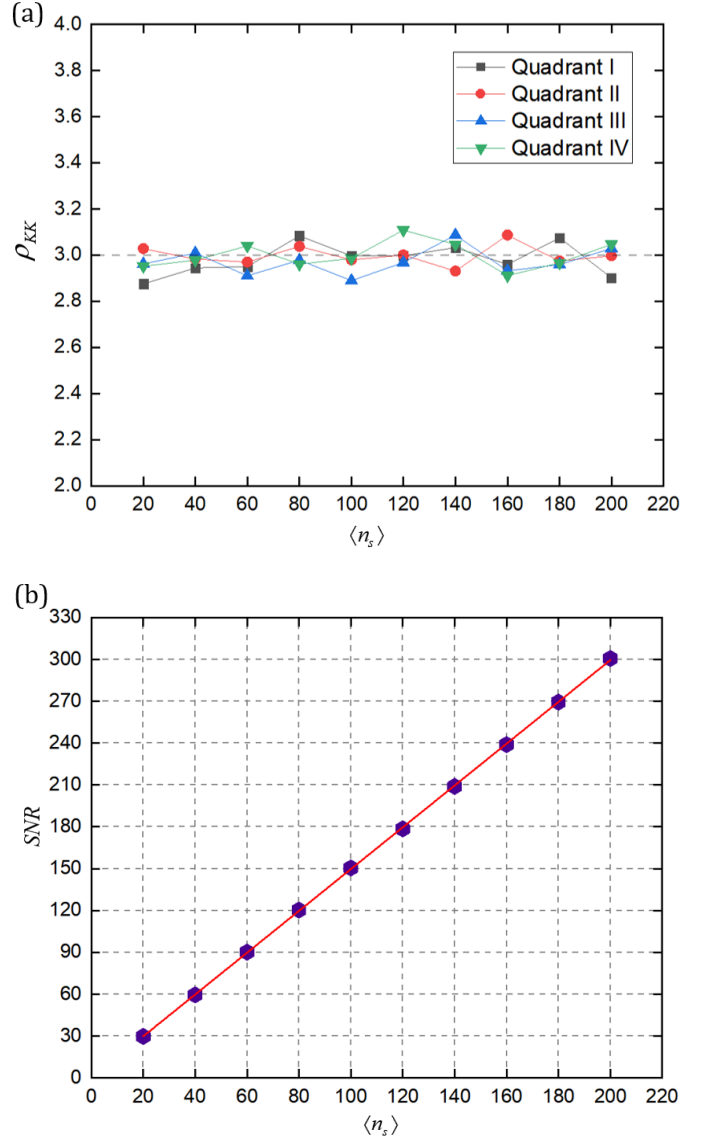 (a)
4.0
3.8
3.6
3.4
3.2
3.0
2.8
2.6
2.4
2.2
2.0
ρKK
Quadrant I
Quadrant II
Quadrant III
Quadrant IV
0 20 40 60 80 100 120 140 160 180 200 220
⟨ns⟩
(b)
330
300
270
240
210
180
150
120
90
60
30
0
SNR
0 20 40 60 80 100 120 140 160 180 200 220
⟨ns⟩